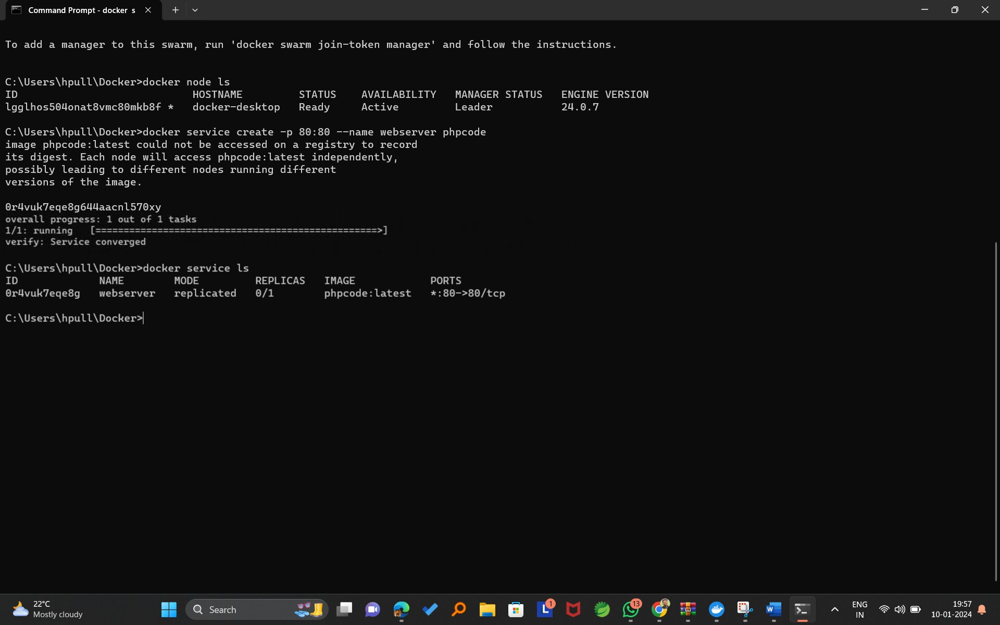 Command Prompt - docker  s
To add a manager to this swarm, run 'docker swarm join-token manager' and follow the instructions.
C:\Users\hpull\Docker>docker node ls
ID                            HOSTNAME         STATUS    AVAILABILITY   MANAGER STATUS   ENGINE VERSION
lgglhos504onat8vmc80mkb8f *   docker-desktop   Ready     Active         Leader           24.0.7
C:\Users\hpull\Docker>docker service create -p 80:80 --name webserver phpcode
image phpcode:latest could not be accessed on a registry to record
its digest. Each node will access phpcode:latest independently,
possibly leading to different nodes running different
versions of the image.
0r4vuk7eqe8g644aacnl570xy
overall progress: 1 out of 1 tasks
1/1: running   [==================================================>]
verify: Service converged
C:\Users\hpull\Docker>docker service ls
ID             NAME        MODE         REPLICAS   IMAGE            PORTS
0r4vuk7eqe8g   webserver   replicated   0/1        phpcode:latest   *:80->80/tcp
C:\Users\hpull\Docker>
22°C
Mostly cloudy
Search
L
1
13
W
ENG
IN
19:57
10-01-2024